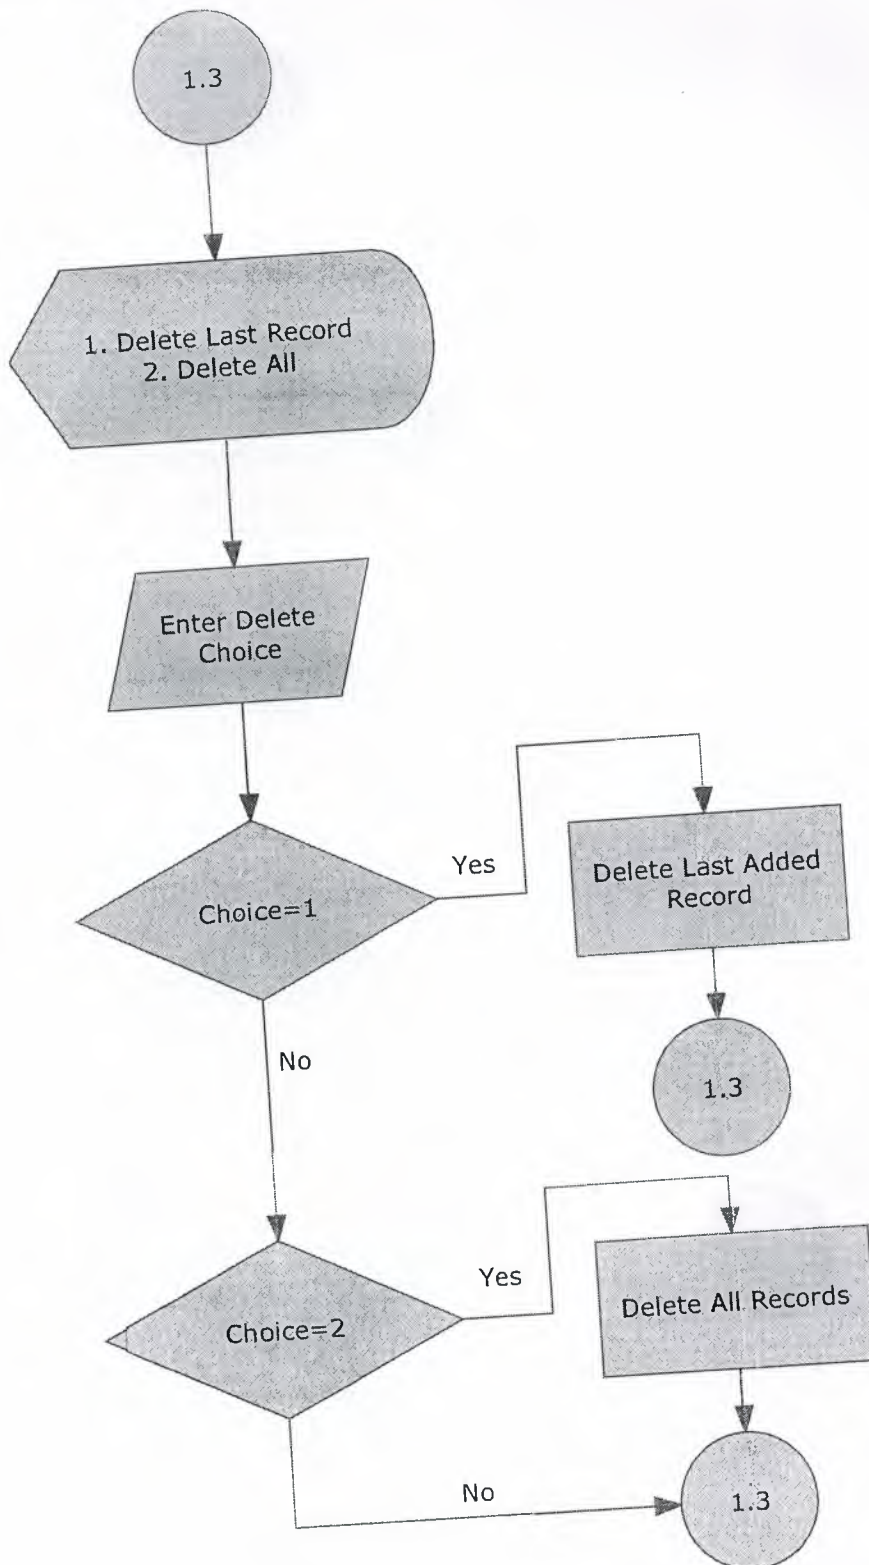 1.3
1. Delete Last Record
2. Delete All
Enter Delete
Choice
Choice=1
Yes
Delete Last Added
Record
No
1.3
Choice=2
Yes
Delete All Records
No
1.3